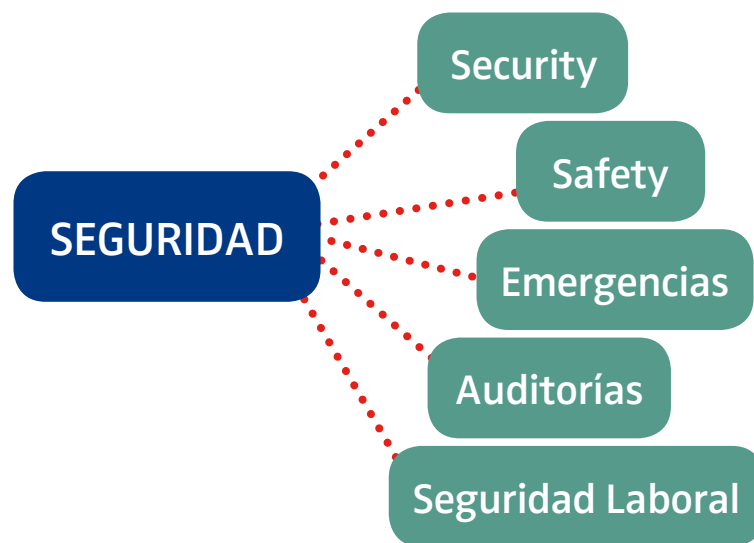 SEGURIDAD
Security
Safety
Emergencias
Auditorías
Seguridad Laboral